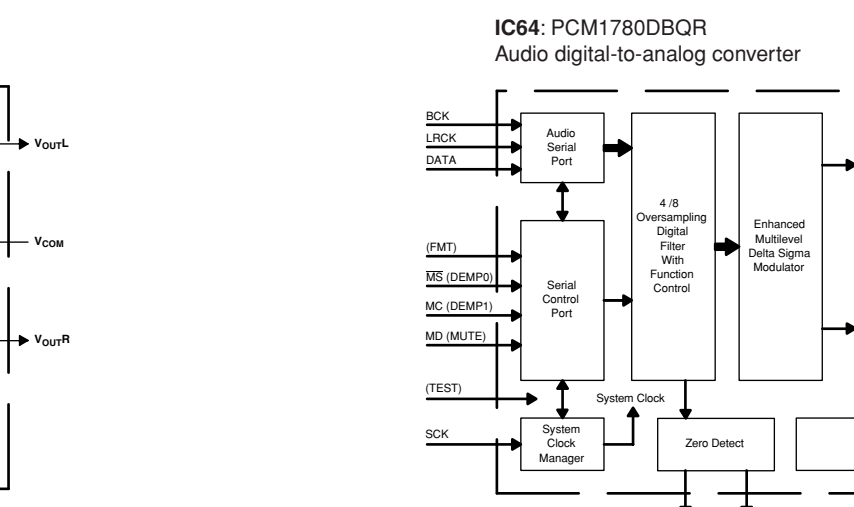 IC64: PCM1780DBQR
Audio digital-to-analog converter
VOUTL
VCOM
VOUTR
BCK
LRCK
DATA
(FMT)
MS (DEMP0)
MC (DEMP1)
MD (MUTE)
(TEST)
SCK
Audio
Serial
Port
Serial
Control
Port
System
Clock
Manager
System Clock
4 /8
Oversampling
Digital
Filter
With
Function
Control
Enhanced
Multilevel
Delta Sigma
Modulator
Zero Detect